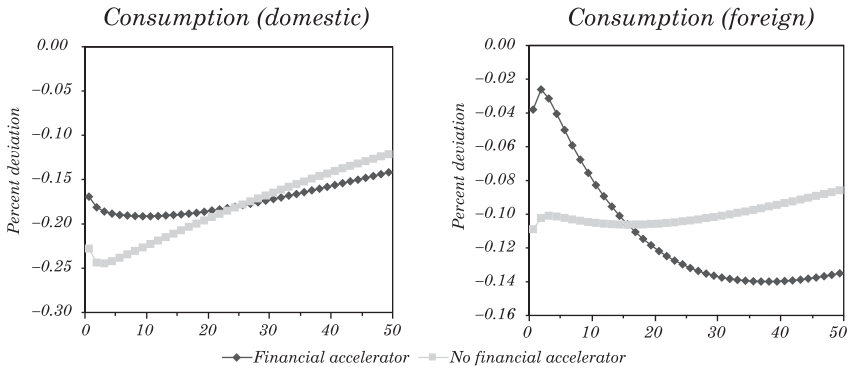 Consumption (domestic)
Consumption (foreign)
Percent deviation
0.00
–0.05
–0.10
–0.15
–0.20
–0.25
–0.30
0 10 20 30 40 50
Percent deviation
0.00
–0.02
–0.04
–0.06
–0.08
–0.10
–0.12
–0.14
–0.16
0 10 20 30 40 50
Financial accelerator No financial accelerator